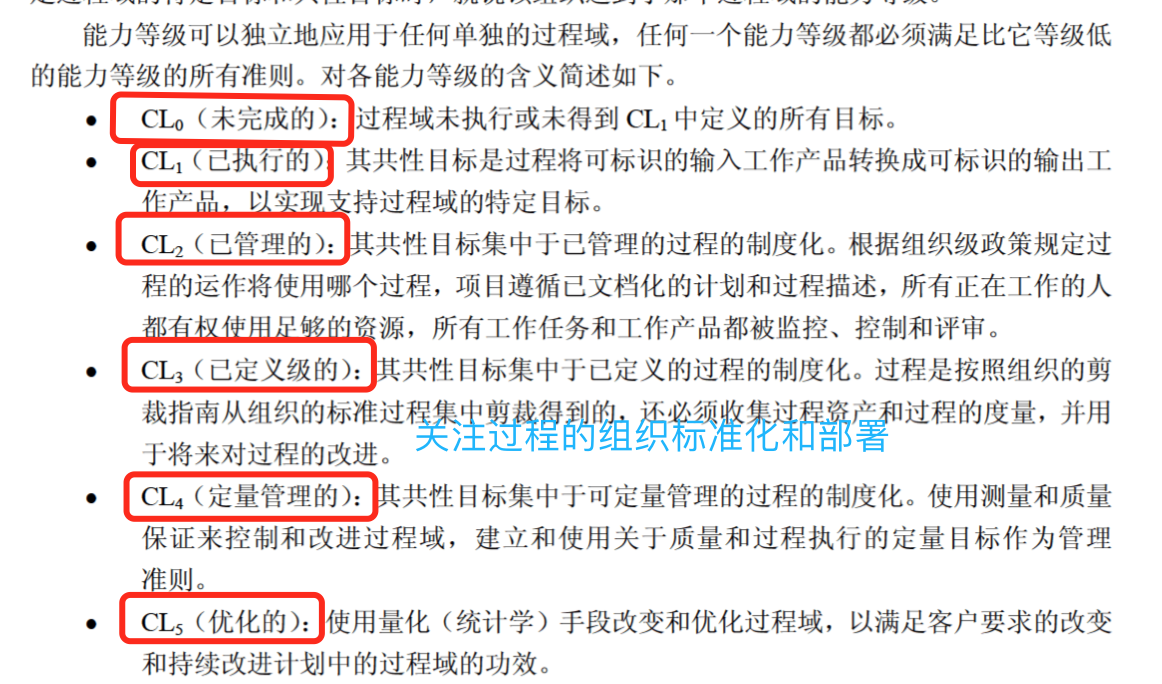 能力等级可以独立地应用于任何单独的过程域，任何一个能力等级都必须满足比它等级低
的能力等级的所有准则。对各能力等级的含义简述如下。
● CL₀（未完成的）：过程域未执行或未得到 CL₁ 中定义的所有目标。
● CL₁（已执行的）：其共性目标是过程将可标识的输入工作产品转换成可标识的输出工
作产品，以实现支持过程域的特定目标。
● CL₂（已管理的）：其共性目标集中于已管理的过程的制度化。根据组织级政策规定过
程的运作将使用哪个过程，项目遵循已文档化的计划和过程描述，所有正在工作的人
都有权使用足够的资源，所有工作任务和工作产品都被监控、控制和评审。
● CL₃（已定义级的）：其共性目标集中于已定义的过程的制度化。过程是按照组织的剪
裁指南从组织的标准过程集中剪裁得到的，还必须收集过程资产和过程的度量，并用
于将来对过程的改进。
关注过程的组织标准化和部署
● CL₄（定量管理的）：其共性目标集中于可定量管理的过程的制度化。使用测量和质量
保证来控制和改进过程域，建立和使用关于质量和过程执行的定量目标作为管理
准则。
● CL₅（优化的）：使用量化（统计学）手段改变和优化过程域，以满足客户要求的改变
和持续改进计划中的过程域的功效。